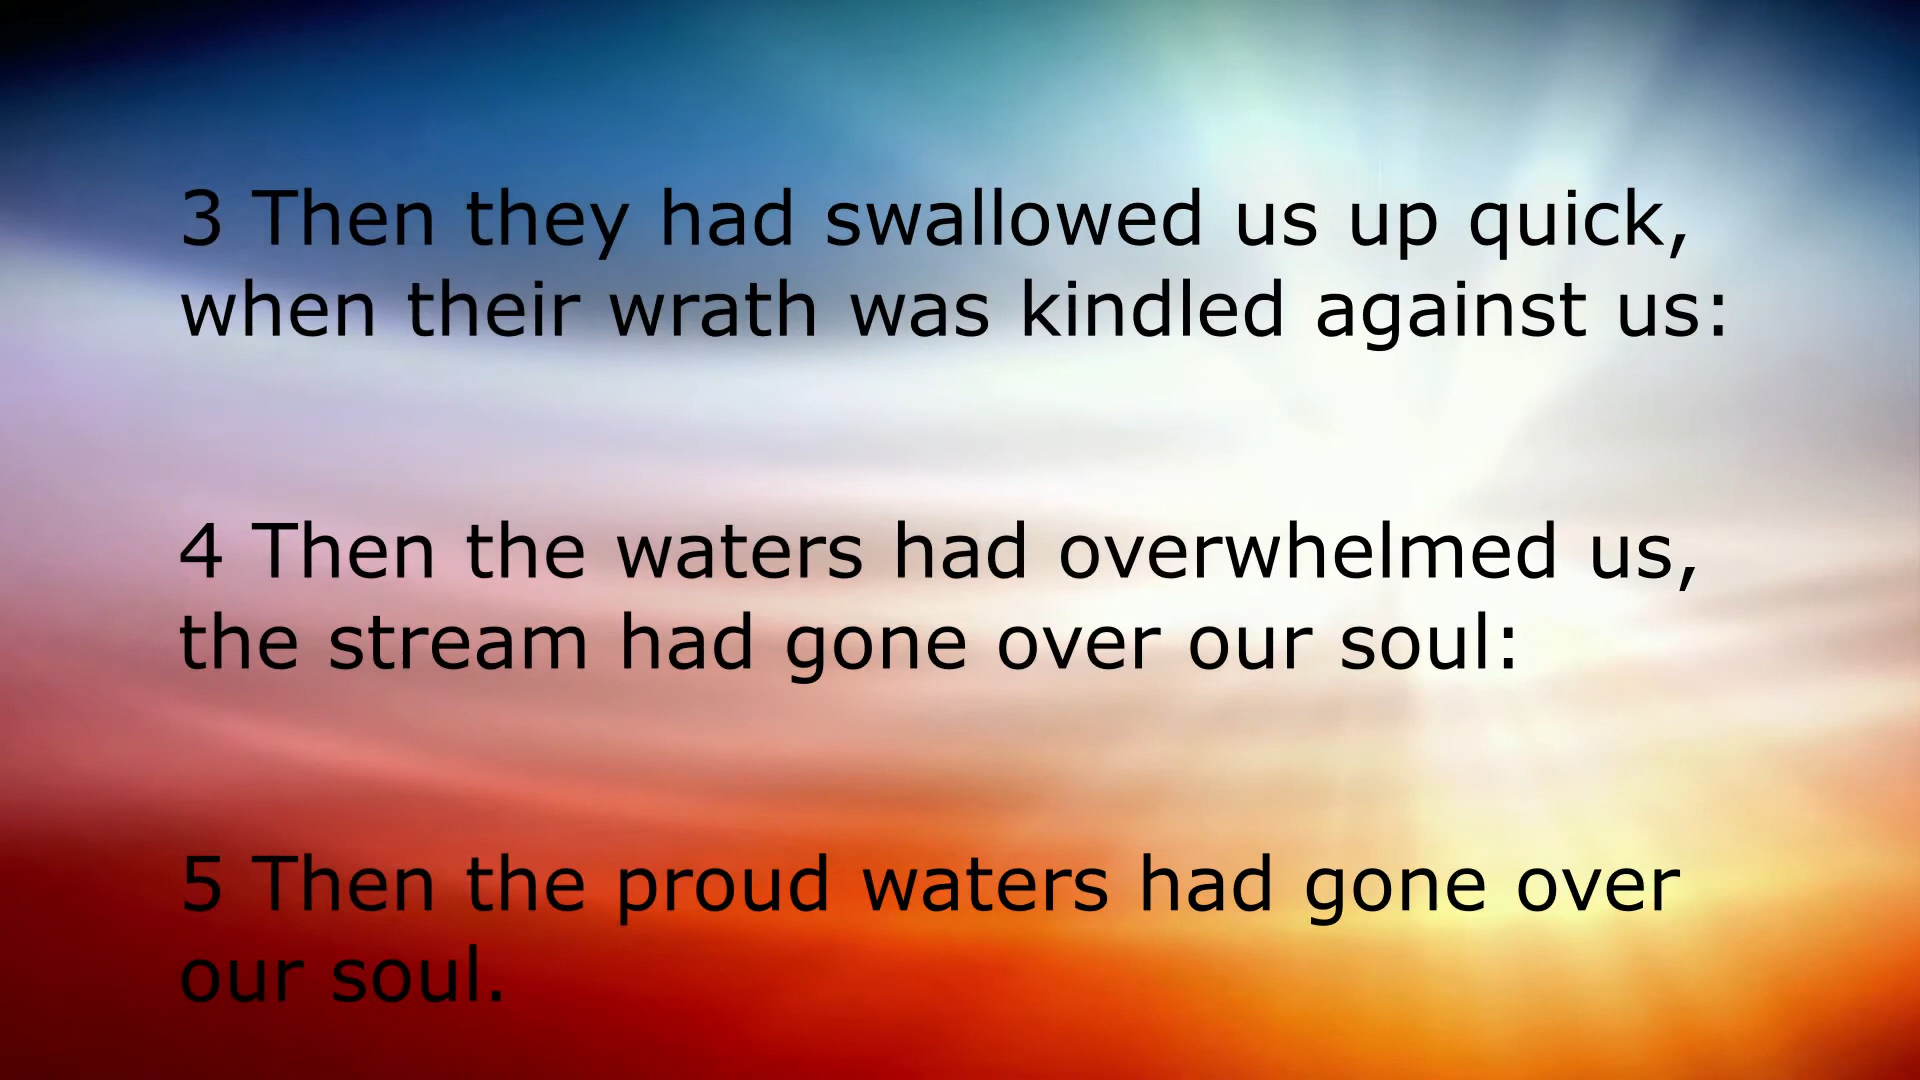 3 Then they had swallowed us up quick,
when their wrath was kindled against us:
4 Then the waters had overwhelmed us,
the stream had gone over our soul:
5 Then the proud waters had gone over
our soul.